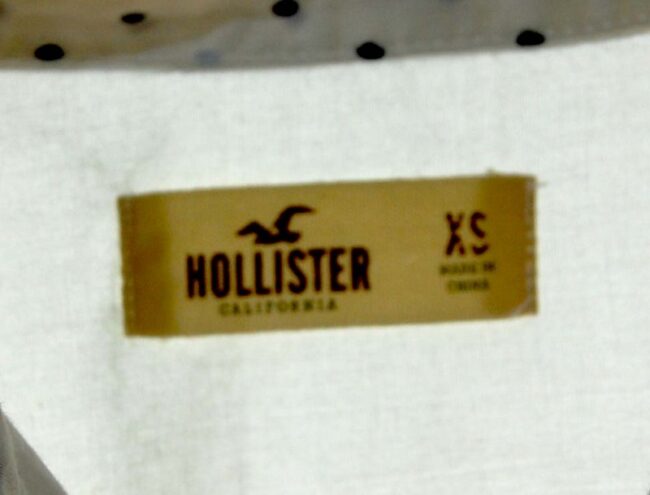 HOLLISTER
CALIFORNIA
XS
MADE IN
CHINA